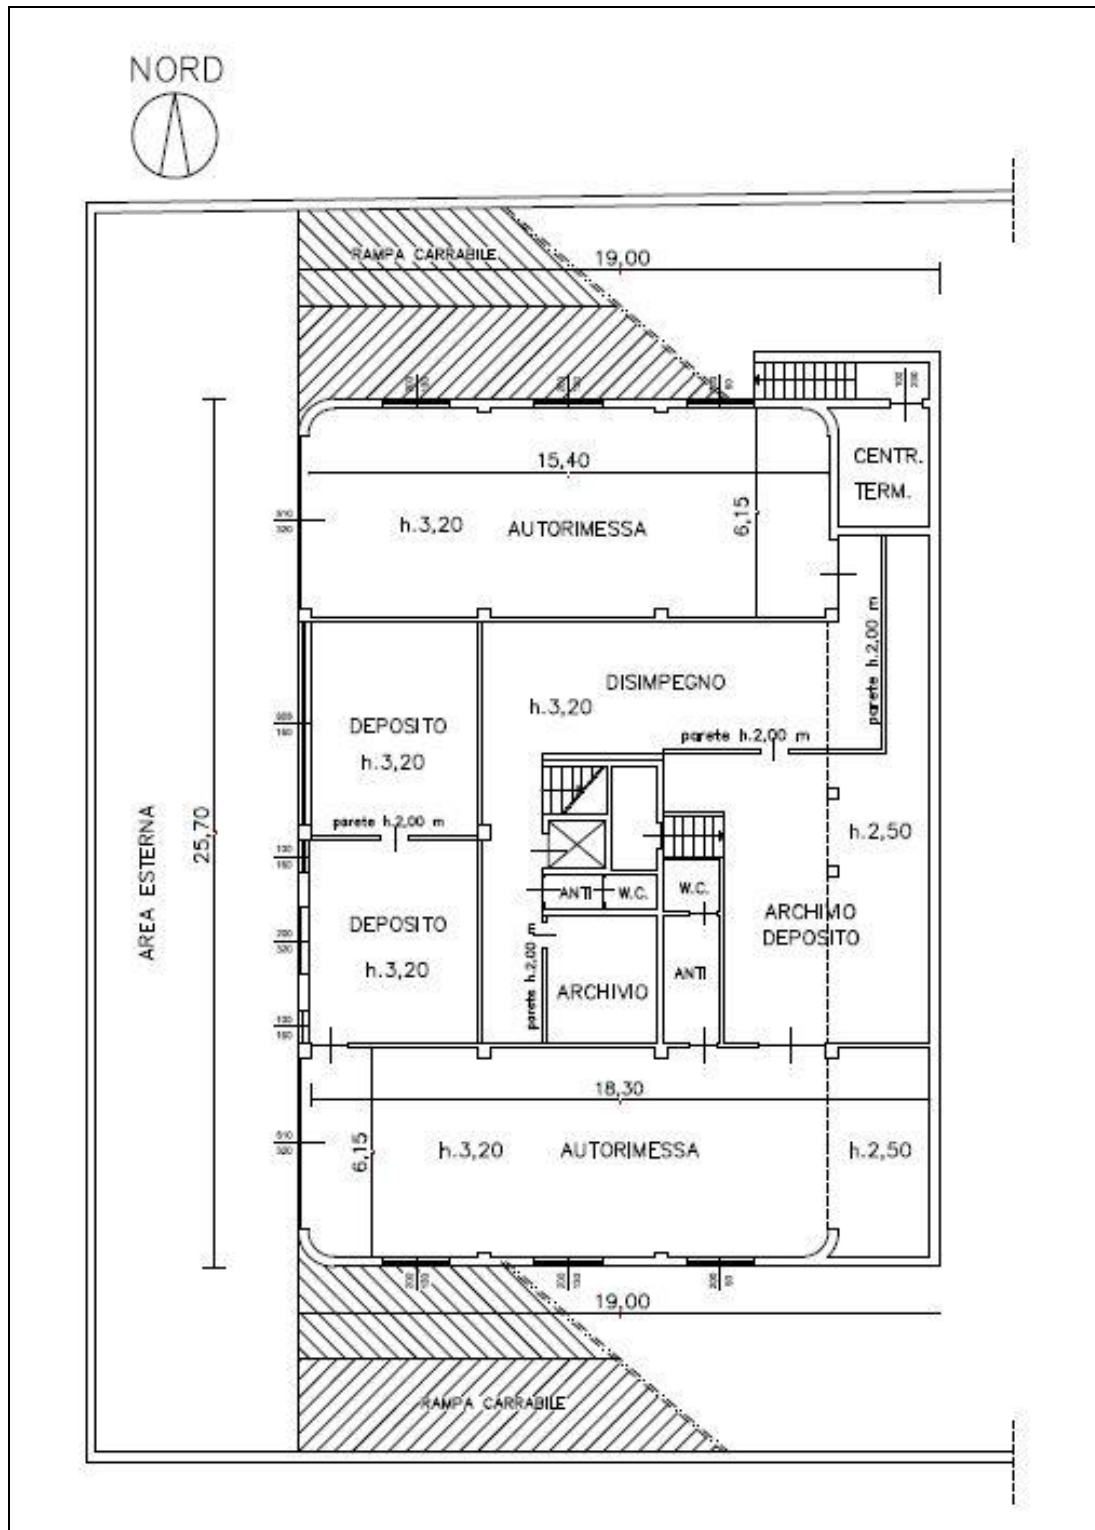 NORD
RAMPA CARRABILE
19,00
100
200
15,40
CENTR.
TERM.
h.3,20
AUTORIMESSA
6,15
parete h.2,00 m
DISIMPEGNO
h.3,20
DEPOSITO
h.3,20
parete h.2,00 m
parete h.2,00 m
AREA ESTERNA
25,70
h.2,50
ANTI
W.C.
W.C.
ARCHIVIO
DEPOSITO
DEPOSITO
h.3,20
parete h.2,00 m
ARCHIVIO
ANTI
18,30
6,15
h.3,20
AUTORIMESSA
h.2,50
19,00
RAMPA CARRABILE